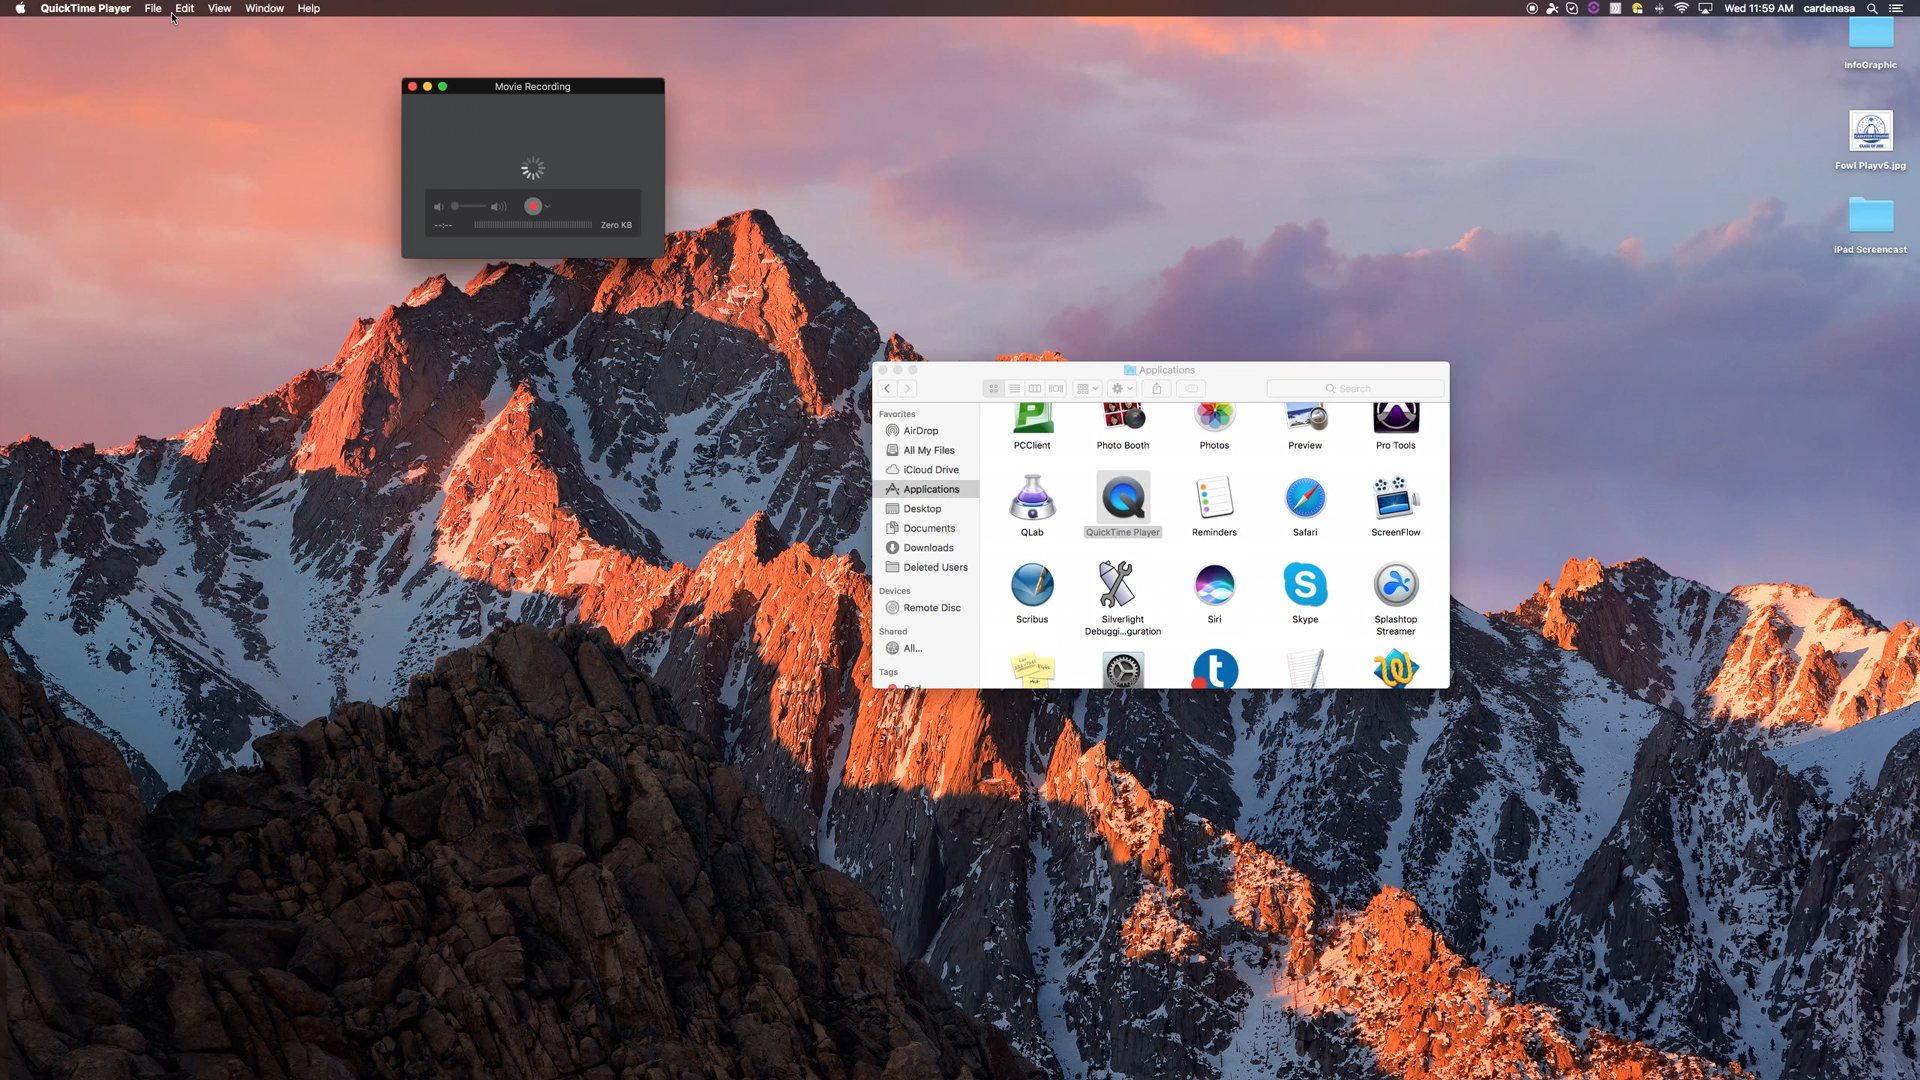 QuickTime Player File Edit View Window Help
Wed 11:59 AM cardenasa
InfoGraphic
Fowl Playv5.jpg
iPad Screencast
Movie Recording
--:-- Zero KB
Applications
Search
Favorites
AirDrop
All My Files
iCloud Drive
Applications
Desktop
Documents
Downloads
Deleted Users
Devices
Remote Disc
Shared
All...
Tags
PCClient Photo Booth Photos Preview Pro Tools
QLab QuickTime Player Reminders Safari ScreenFlow
Scribus Silverlight Siri Skype Splashtop
Debuggi...guration Streamer